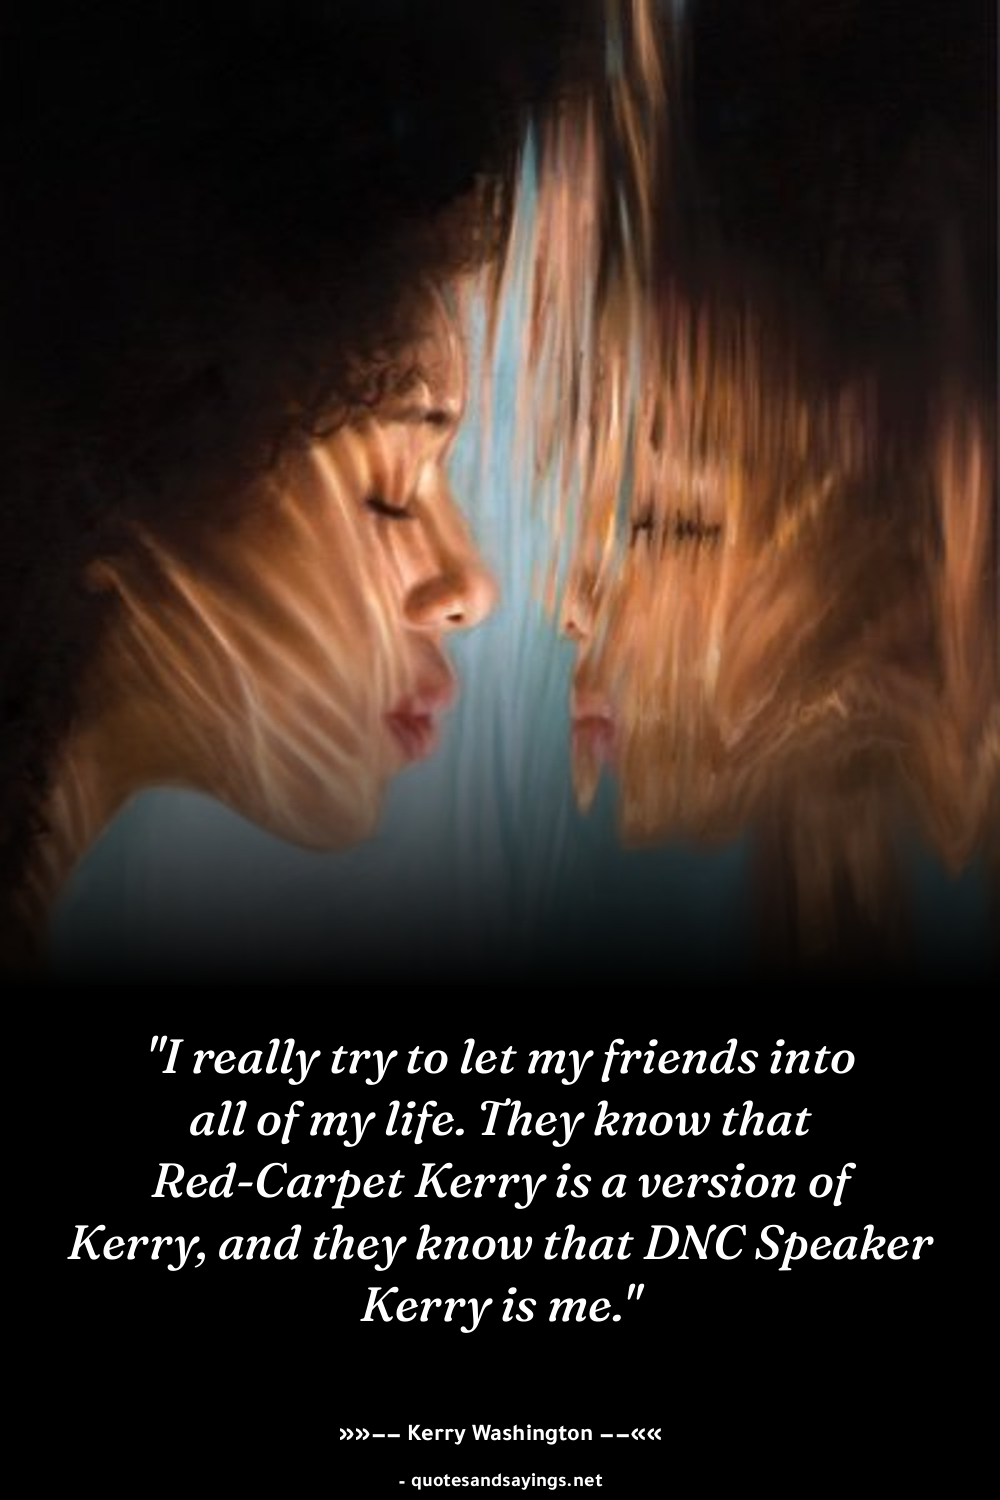 "I really try to let my friends into
all of my life. They know that
Red-Carpet Kerry is a version of
Kerry, and they know that DNC Speaker
Kerry is me."
»»–– Kerry Washington ––««
- quotesandsayings.net